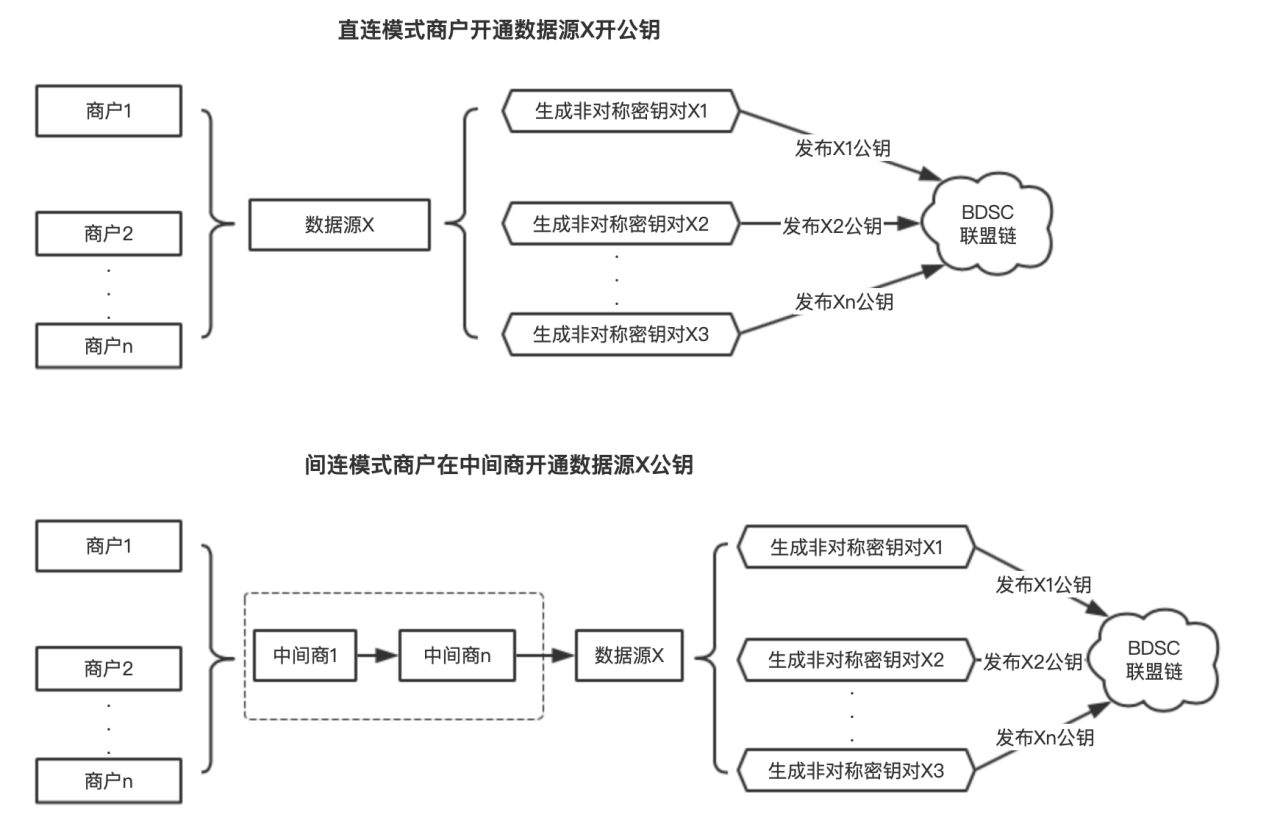 直连模式商户开通数据源X开公钥
商户1
商户2
商户n
数据源X
生成非对称密钥对X1
生成非对称密钥对X2
生成非对称密钥对X3
发布X1公钥
发布X2公钥
发布Xn公钥
BDSC
联盟链
间连模式商户在中间商开通数据源X公钥
商户1
商户2
商户n
中间商1
中间商n
数据源X
生成非对称密钥对X1
生成非对称密钥对X2
生成非对称密钥对X3
发布X1公钥
发布X2公钥
发布Xn公钥
BDSC
联盟链